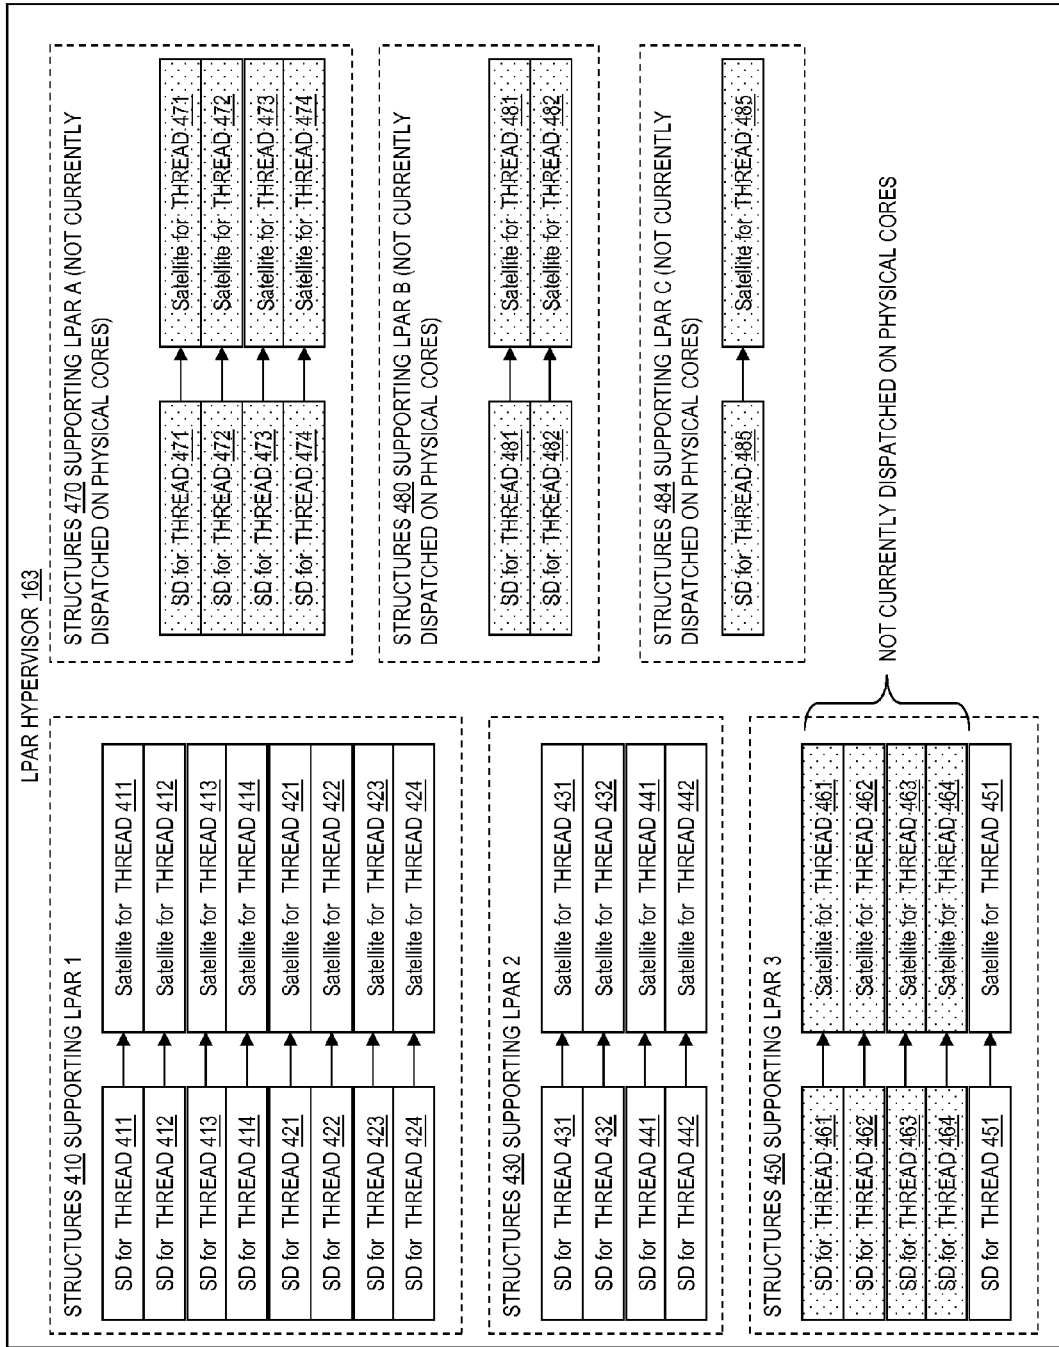 LPAR HYPERVISOR 163
STRUCTURES 410 SUPPORTING LPAR 1
SD for THREAD 411
Satellite for THREAD 411
SD for THREAD 412
Satellite for THREAD 412
SD for THREAD 413
Satellite for THREAD 413
SD for THREAD 414
Satellite for THREAD 414
SD for THREAD 421
Satellite for THREAD 421
SD for THREAD 422
Satellite for THREAD 422
SD for THREAD 423
Satellite for THREAD 423
SD for THREAD 424
Satellite for THREAD 424
STRUCTURES 430 SUPPORTING LPAR 2
SD for THREAD 431
Satellite for THREAD 431
SD for THREAD 432
Satellite for THREAD 432
SD for THREAD 441
Satellite for THREAD 441
SD for THREAD 442
Satellite for THREAD 442
STRUCTURES 450 SUPPORTING LPAR 3
SD for THREAD 461
Satellite for THREAD 461
SD for THREAD 462
Satellite for THREAD 462
SD for THREAD 463
Satellite for THREAD 463
SD for THREAD 464
Satellite for THREAD 464
SD for THREAD 451
Satellite for THREAD 451
STRUCTURES 470 SUPPORTING LPAR A (NOT CURRENTLY
DISPATCHED ON PHYSICAL CORES)
SD for THREAD 471
Satellite for THREAD 471
SD for THREAD 472
Satellite for THREAD 472
SD for THREAD 473
Satellite for THREAD 473
SD for THREAD 474
Satellite for THREAD 474
STRUCTURES 480 SUPPORTING LPAR B (NOT CURRENTLY
DISPATCHED ON PHYSICAL CORES)
SD for THREAD 481
Satellite for THREAD 481
SD for THREAD 482
Satellite for THREAD 482
STRUCTURES 484 SUPPORTING LPAR C (NOT CURRENTLY
DISPATCHED ON PHYSICAL CORES)
SD for THREAD 485
Satellite for THREAD 485
NOT CURRENTLY DISPATCHED ON PHYSICAL CORES